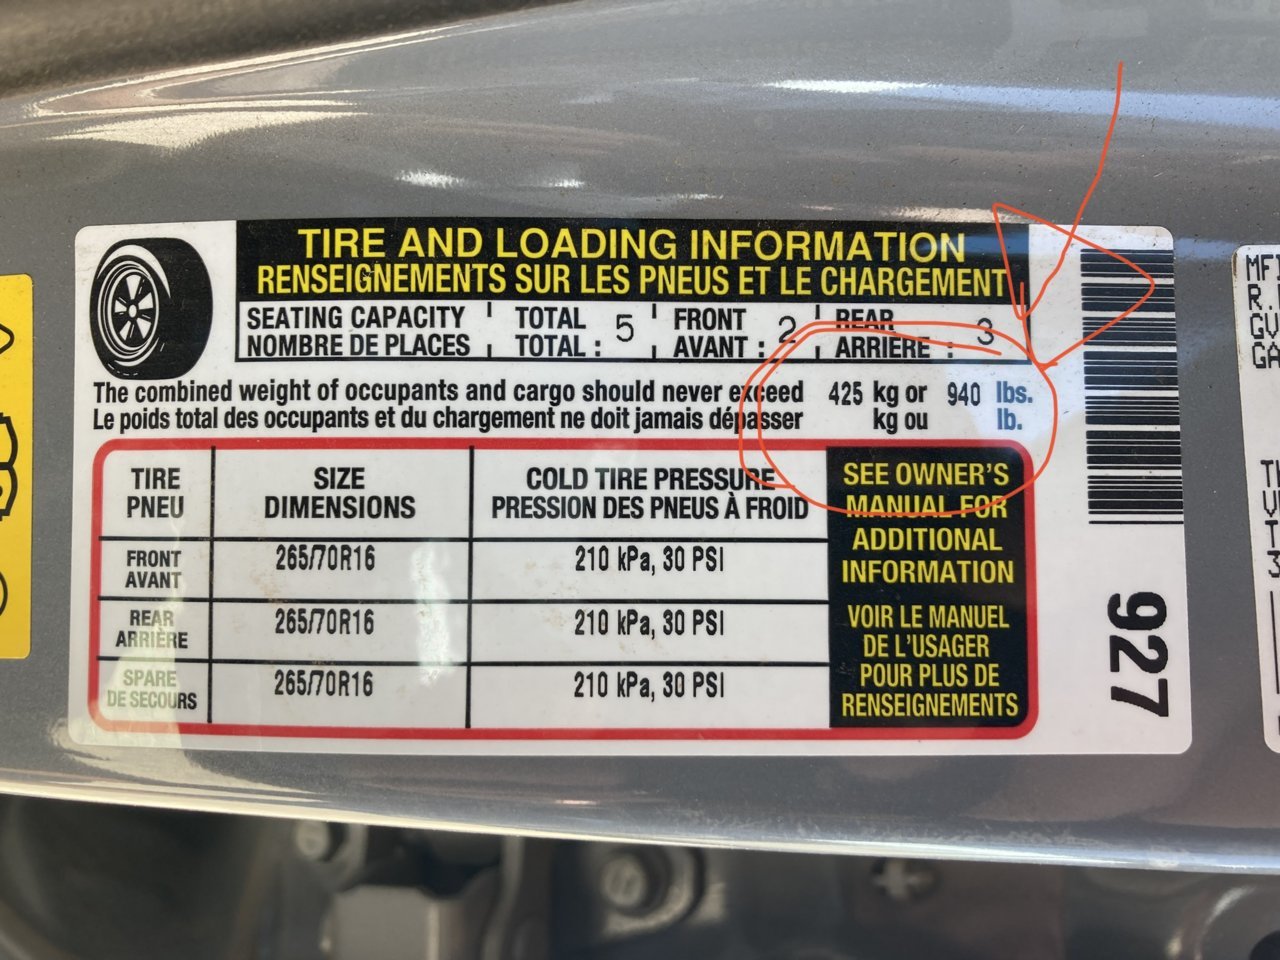 TIRE AND LOADING INFORMATION
RENSEIGNEMENTS SUR LES PNEUS ET LE CHARGEMENT
SEATING CAPACITY TOTAL 5 FRONT 2 REAR 3
NOMBRE DE PLACES TOTAL : AVANT : ARRIÈRE :
The combined weight of occupants and cargo should never exceed 425 kg or 940 lbs.
Le poids total des occupants et du chargement ne doit jamais dépasser kg ou lb.
TIRE SIZE COLD TIRE PRESSURE
PNEU DIMENSIONS PRESSION DES PNEUS À FROID
FRONT 265/70R16 210 kPa, 30 PSI
AVANT
REAR 265/70R16 210 kPa, 30 PSI
ARRIÈRE
SPARE 265/70R16 210 kPa, 30 PSI
DE SECOURS
SEE OWNER'S
MANUAL FOR
ADDITIONAL
INFORMATION
VOIR LE MANUEL
DE L'USAGER
POUR PLUS DE
RENSEIGNEMENTS
927